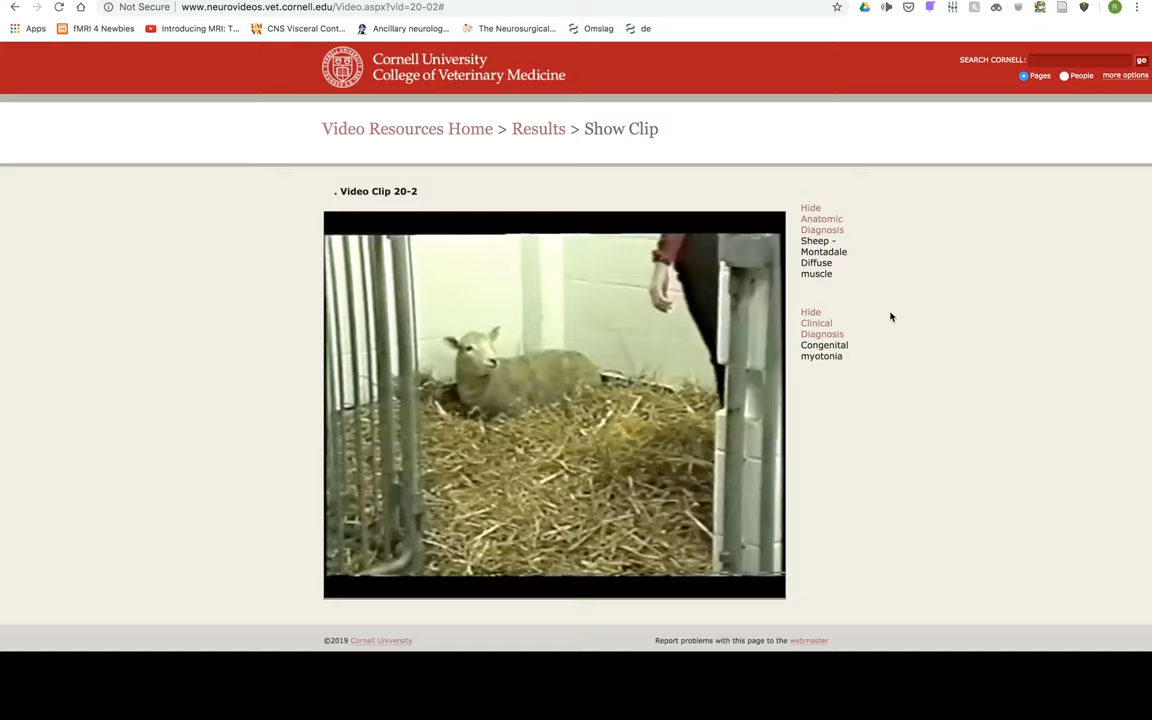 Not Secure www.neurovideos.vet.cornell.edu/Video.aspx?vid=20-02#
R
Apps fMRI 4 Newbies Introducing MRI: T... CNS Visceral Cont... Ancillary neurolog... The Neurosurgical... Omslag de
Cornell University
College of Veterinary Medicine
SEARCH CORNELL: go
Pages People more options
Video Resources Home > Results > Show Clip
. Video Clip 20-2
Hide
Anatomic
Diagnosis
Sheep -
Montadale
Diffuse
muscle
Hide
Clinical
Diagnosis
Congenital
myotonia
©2019 Cornell University
Report problems with this page to the webmaster